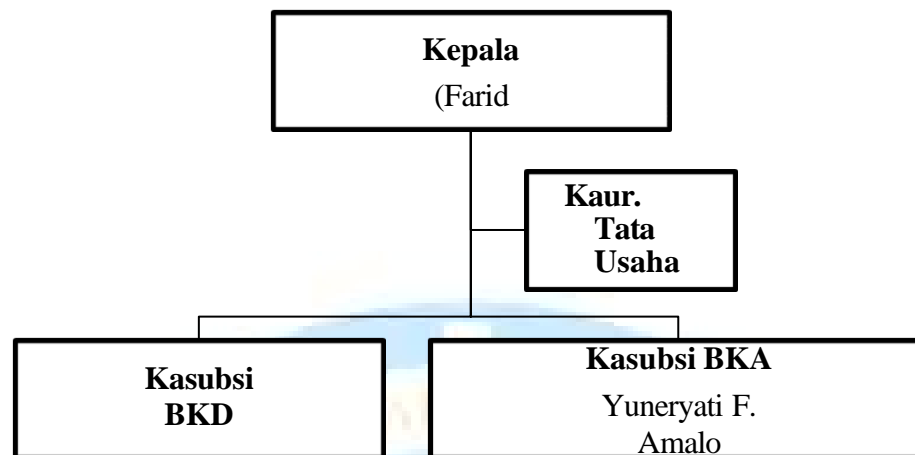 Kepala
(Farid
Kaur.
Tata
Usaha
Kasubsi
BKD
Kasubsi BKA
Yuneryati F.
Amalo